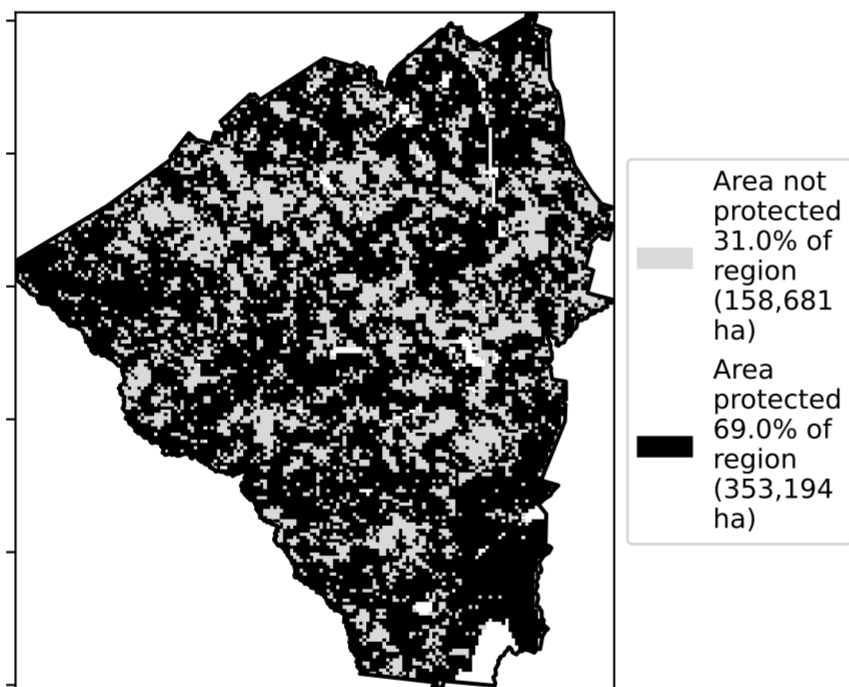 Area not
protected
31.0% of
region
(158,681
ha)
Area
protected
69.0% of
region
(353,194
ha)